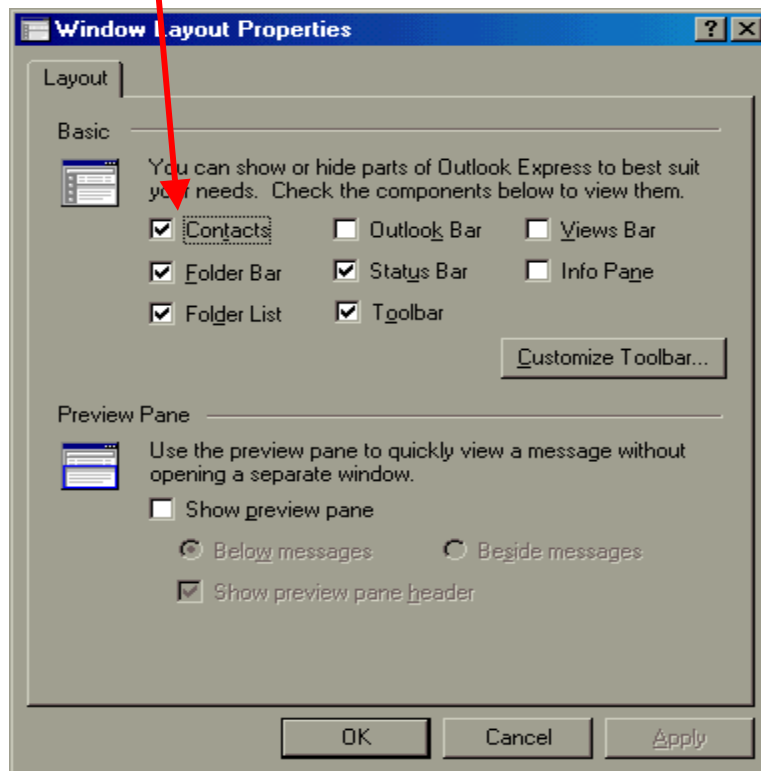 Window Layout Properties
Layout
Basic
You can show or hide parts of Outlook Express to best suit
your needs. Check the components below to view them.
Contacts Outlook Bar Views Bar
Folder Bar Status Bar Info Pane
Folder List Toolbar
Customize Toolbar...
Preview Pane
Use the preview pane to quickly view a message without
opening a separate window.
Show preview pane
Below messages Beside messages
Show preview pane header
OK Cancel Apply